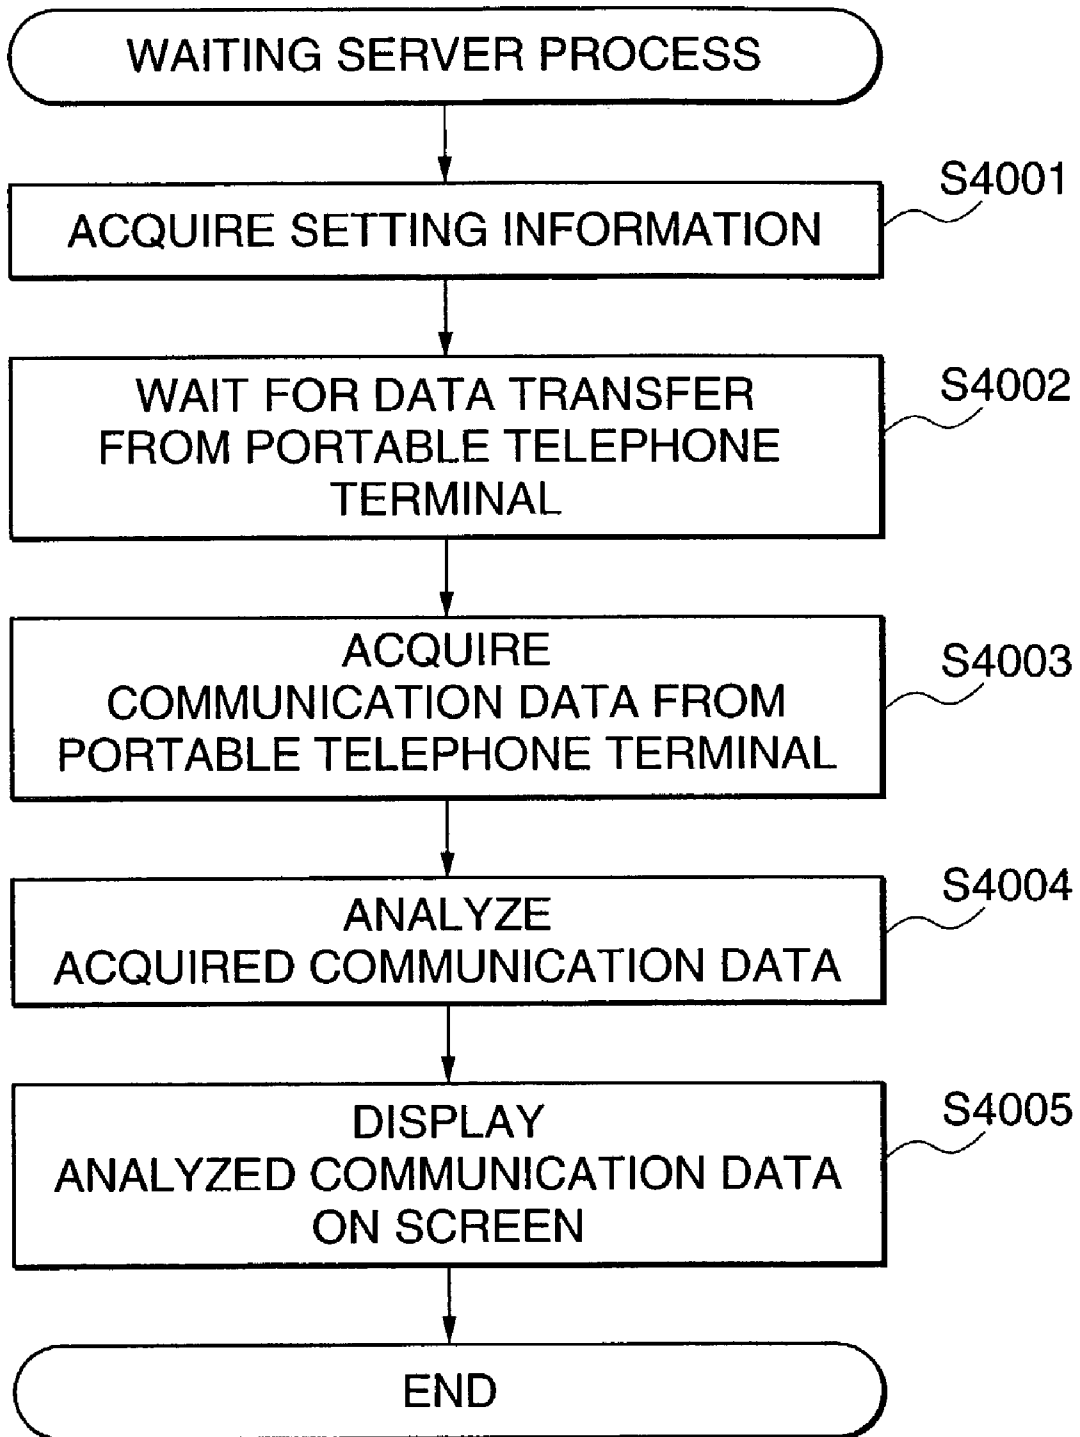 WAITING SERVER PROCESS
S4001
ACQUIRE SETTING INFORMATION
S4002
WAIT FOR DATA TRANSFER
FROM PORTABLE TELEPHONE
TERMINAL
S4003
ACQUIRE
COMMUNICATION DATA FROM
PORTABLE TELEPHONE TERMINAL
S4004
ANALYZE
ACQUIRED COMMUNICATION DATA
S4005
DISPLAY
ANALYZED COMMUNICATION DATA
ON SCREEN
END